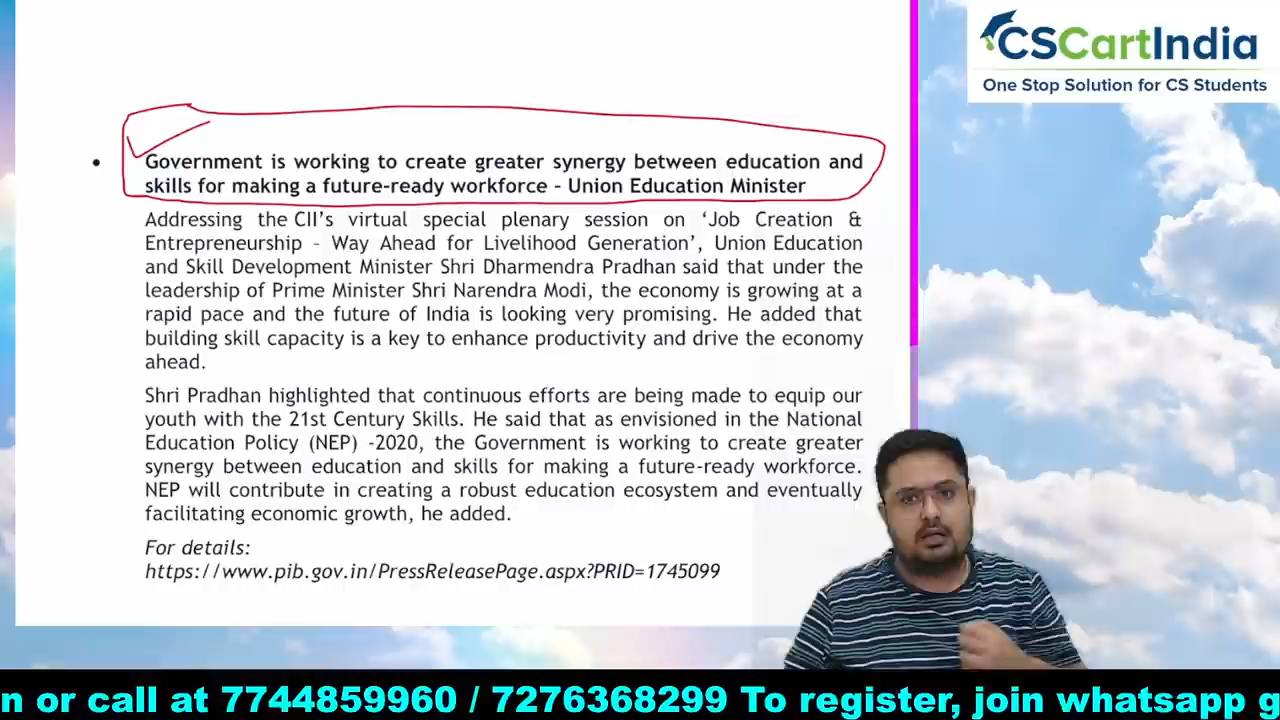 CSCartIndia
One Stop Solution for CS Students
• Government is working to create greater synergy between education and
skills for making a future-ready workforce – Union Education Minister
Addressing the CII's virtual special plenary session on 'Job Creation &
Entrepreneurship – Way Ahead for Livelihood Generation', Union Education
and Skill Development Minister Shri Dharmendra Pradhan said that under the
leadership of Prime Minister Shri Narendra Modi, the economy is growing at a
rapid pace and the future of India is looking very promising. He added that
building skill capacity is a key to enhance productivity and drive the economy
ahead.
Shri Pradhan highlighted that continuous efforts are being made to equip our
youth with the 21st Century Skills. He said that as envisioned in the National
Education Policy (NEP) -2020, the Government is working to create greater
synergy between education and skills for making a future-ready workforce.
NEP will contribute in creating a robust education ecosystem and eventually
facilitating economic growth, he added.
For details:
https://www.pib.gov.in/PressReleasePage.aspx?PRID=1745099
n or call at 7744859960 / 7276368299 To register, join whatsapp g